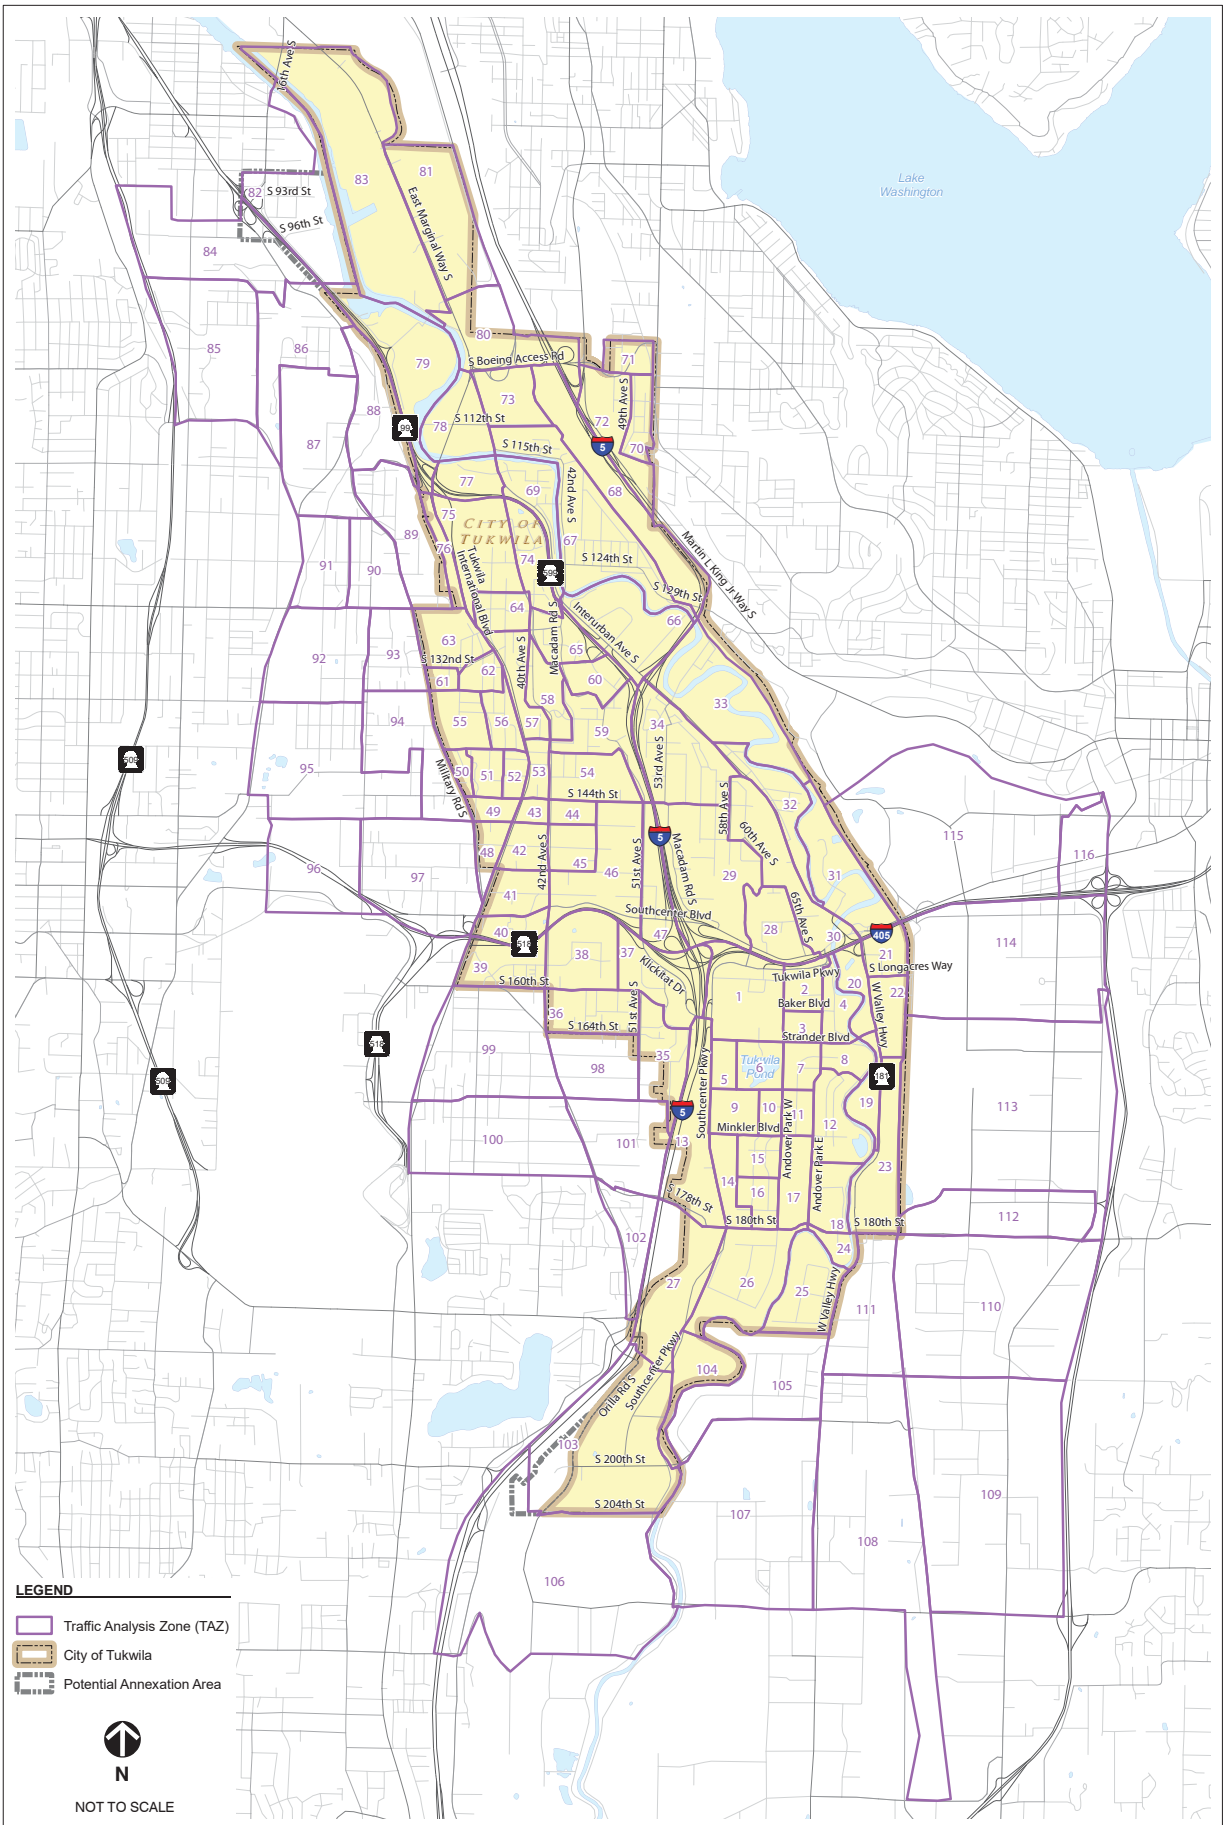 16th Ave S
Lake
Washington
81
83
82
S 93rd St
S 96th St
East Marginal Way S
84
80
85
86
79
S Boeing Access Rd
71
73
49th Ave S
88
78
S 112th St
72
99
87
S 115th St
5
70
77
69
42nd Ave S
68
75
CITY OF
TUKWILA
89
76
67
Martin L King Jr Way S
91
90
Tukwila
International Blvd
74
S 124th St
599
S 129th St
64
Macadam Rd S
Interurban Ave S
66
63
92
93
S 132nd St
40th Ave S
65
62
61
60
58
33
94
55
56
57
59
34
53rd Ave S
509
95
Military Rd S
50
51
52
53
54
S 144th St
58th Ave S
32
49
43
44
5
60th Ave S
115
48
42
42nd Ave S
45
46
51st Ave S
Macadam Rd S
29
31
116
96
97
41
65th Ave S
Southcenter Blvd
40
518
47
28
30
405
114
39
38
37
Klickitat Dr
21
S Longacres Way
S 160th St
Tukwila Pkwy
1
2
20
22
Baker Blvd
4
W Valley Hwy
36
S 164th St
51st Ave S
3
Strander Blvd
518
99
35
Southcenter Pkwy
Tukwila
Pond
6
7
8
98
5
181
509
9
10
11
19
113
5
Andover Park W
100
101
13
Minkler Blvd
12
Andover Park E
15
23
14
16
17
S 178th St
S 180th St
18
S 180th St
112
102
24
27
26
25
W Valley Hwy
111
110
Southcenter Pkwy
104
105
Orilla Rd S
103
S 200th St
S 204th St
107
109
108
106
LEGEND
Traffic Analysis Zone (TAZ)
City of Tukwila
Potential Annexation Area
N
NOT TO SCALE